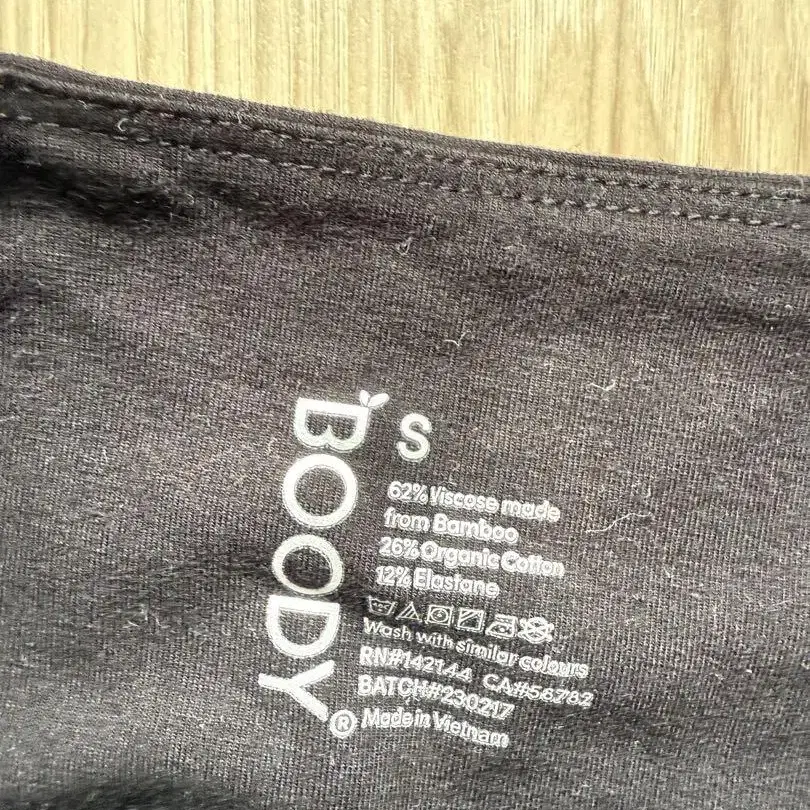 BOODY®
S
62% Viscose made
from Bamboo
26% Organic Cotton
12% Elastane
Wash with similar colours
RN#142144 CA#56782
BATCH#230217
Made in Vietnam